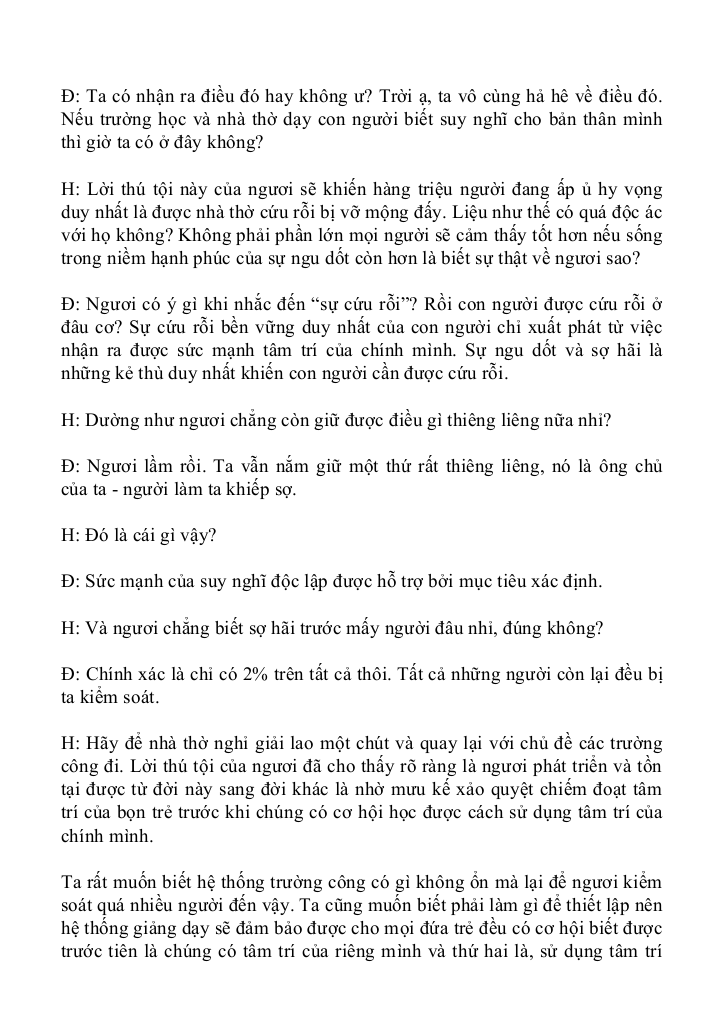 Đ: Ta có nhận ra điều đó hay không ư? Trời ạ, ta vô cùng hả hê về điều đó.
Nếu trường học và nhà thờ dạy con người biết suy nghĩ cho bản thân mình
thì giờ ta có ở đây không?
H: Lời thú tội này của ngươi sẽ khiến hàng triệu người đang ấp ủ hy vọng
duy nhất là được nhà thờ cứu rỗi bị vỡ mộng đấy. Liệu như thế có quá độc ác
với họ không? Không phải phần lớn mọi người sẽ cảm thấy tốt hơn nếu sống
trong niềm hạnh phúc của sự ngu dốt còn hơn là biết sự thật về ngươi sao?
Đ: Ngươi có ý gì khi nhắc đến “sự cứu rỗi”? Rồi con người được cứu rỗi ở
đâu cơ? Sự cứu rỗi bền vững duy nhất của con người chỉ xuất phát từ việc
nhận ra được sức mạnh tâm trí của chính mình. Sự ngu dốt và sợ hãi là
những kẻ thù duy nhất khiến con người cần được cứu rỗi.
H: Dường như ngươi chẳng còn giữ được điều gì thiêng liêng nữa nhỉ?
Đ: Ngươi lầm rồi. Ta vẫn nắm giữ một thứ rất thiêng liêng, nó là ông chủ
của ta - người làm ta khiếp sợ.
H: Đó là cái gì vậy?
Đ: Sức mạnh của suy nghĩ độc lập được hỗ trợ bởi mục tiêu xác định.
H: Và ngươi chẳng biết sợ hãi trước mấy người đâu nhỉ, đúng không?
Đ: Chính xác là chỉ có 2% trên tất cả thôi. Tất cả những người còn lại đều bị
ta kiểm soát.
H: Hãy để nhà thờ nghỉ giải lao một chút và quay lại với chủ đề các trường
công đi. Lời thú tội của ngươi đã cho thấy rõ ràng là ngươi phát triển và tồn
tại được từ đời này sang đời khác là nhờ mưu kế xảo quyệt chiếm đoạt tâm
trí của bọn trẻ trước khi chúng có cơ hội học được cách sử dụng tâm trí của
chính mình.
Ta rất muốn biết hệ thống trường công có gì không ổn mà lại để ngươi kiểm
soát quá nhiều người đến vậy. Ta cũng muốn biết phải làm gì để thiết lập nên
hệ thống giảng dạy sẽ đảm bảo được cho mọi đứa trẻ đều có cơ hội biết được
trước tiên là chúng có tâm trí của riêng mình và thứ hai là, sử dụng tâm trí